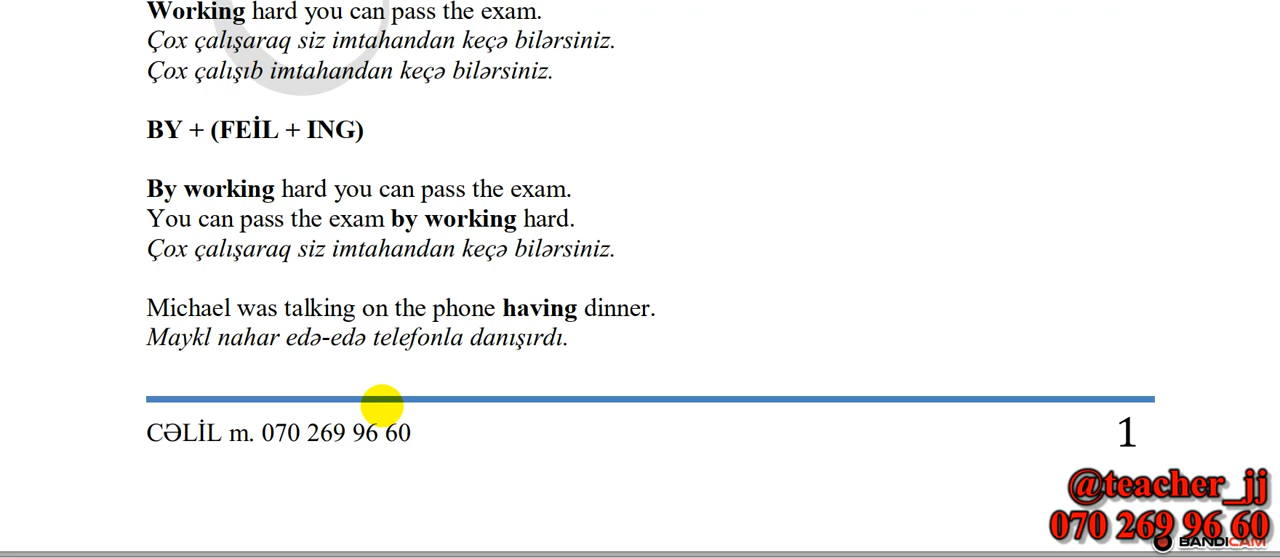 Working hard you can pass the exam.
Çox çalışaraq siz imtahandan keçə bilərsiniz.
Çox çalışıb imtahandan keçə bilərsiniz.
BY + (FEİL + ING)
By working hard you can pass the exam.
You can pass the exam by working hard.
Çox çalışaraq siz imtahandan keçə bilərsiniz.
Michael was talking on the phone having dinner.
Maykl nahar edə-edə telefonla danışırdı.
CƏLİL m. 070 269 96 60
1
@teacher_jj
070 269 96 60
BANDICAM